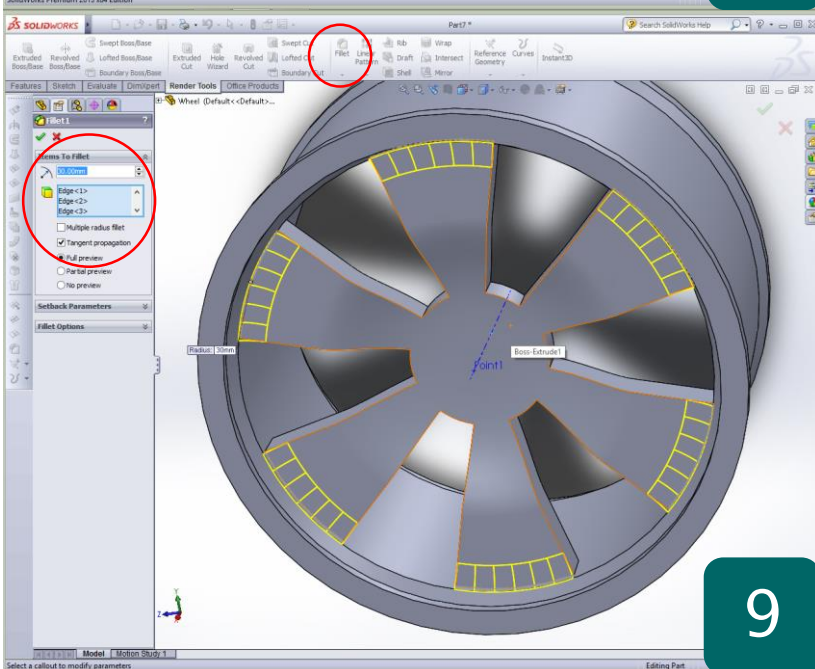 SolidWorks Premium 2013 x64 Edition
SOLIDWORKS
Part7 *
Search SolidWorks Help
Extruded Boss/Base
Revolved Boss/Base
Swept Boss/Base
Lofted Boss/Base
Boundary Boss/Base
Extruded Cut
Hole Wizard
Revolved Cut
Swept Cut
Lofted Cut
Boundary Cut
Fillet
Linear Pattern
Rib
Draft
Shell
Wrap
Intersect
Mirror
Reference Geometry
Curves
Instant3D
Features Sketch Evaluate DimXpert Render Tools Office Products
Wheel (Default<<Default>...
Fillet1 ?
Items To Fillet
30.00mm
Edge<1>
Edge<2>
Edge<3>
Multiple radius fillet
Tangent propagation
Full preview
Partial preview
No preview
Setback Parameters
Fillet Options
Radius: 30mm
Point1
Boss-Extrude1
Y
Z
X
9
Model Motion Study 1
Select a callout to modify parameters
Editing Part